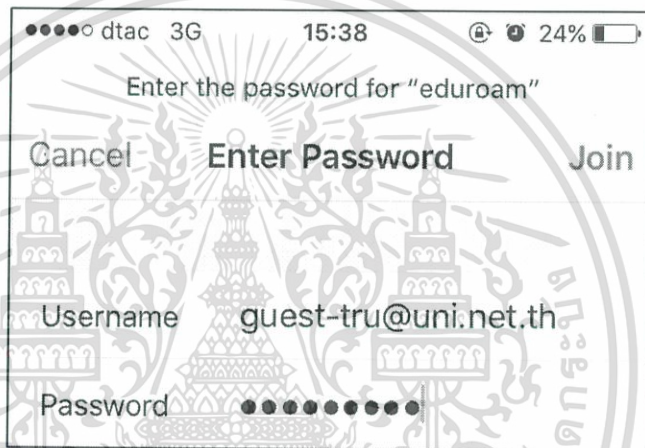 ●●●●○ dtac 3G 15:38 24%
Enter the password for “eduroam”
Cancel Enter Password Join
Username guest-tru@uni.net.th
Password ●●●●●●●●●